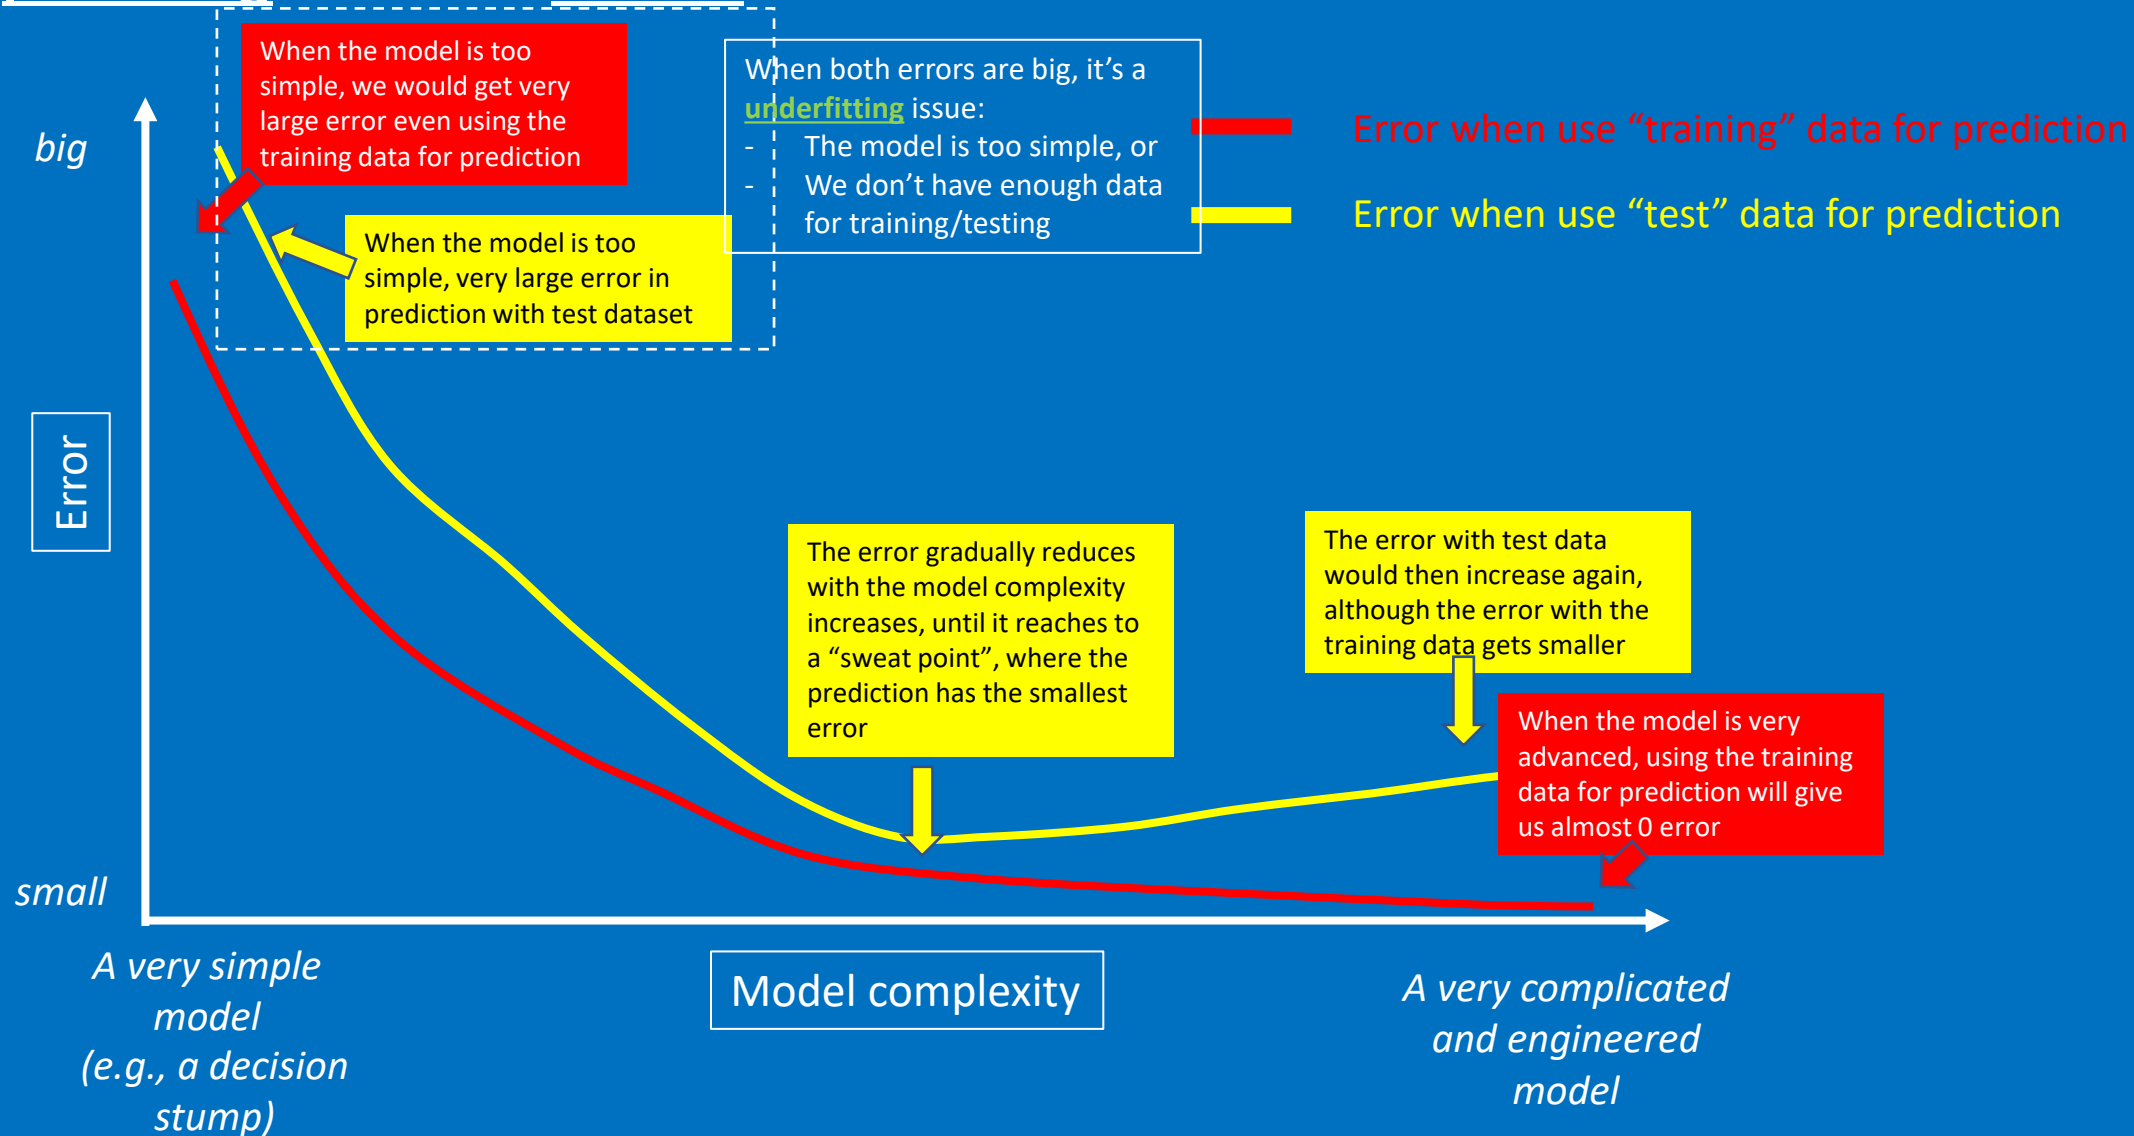 When the model is too
simple, we would get very
large error even using the
training data for prediction
When both errors are big, it’s a
underfitting issue:
- The model is too simple, or
- We don’t have enough data
for training/testing
Error when use “training” data for prediction
Error when use “test” data for prediction
big
When the model is too
simple, very large error in
prediction with test dataset
Error
The error gradually reduces
with the model complexity
increases, until it reaches to
a “sweat point”, where the
prediction has the smallest
error
The error with test data
would then increase again,
although the error with the
training data gets smaller
When the model is very
advanced, using the training
data for prediction will give
us almost 0 error
small
A very simple
model
(e.g., a decision
stump)
Model complexity
A very complicated
and engineered
model